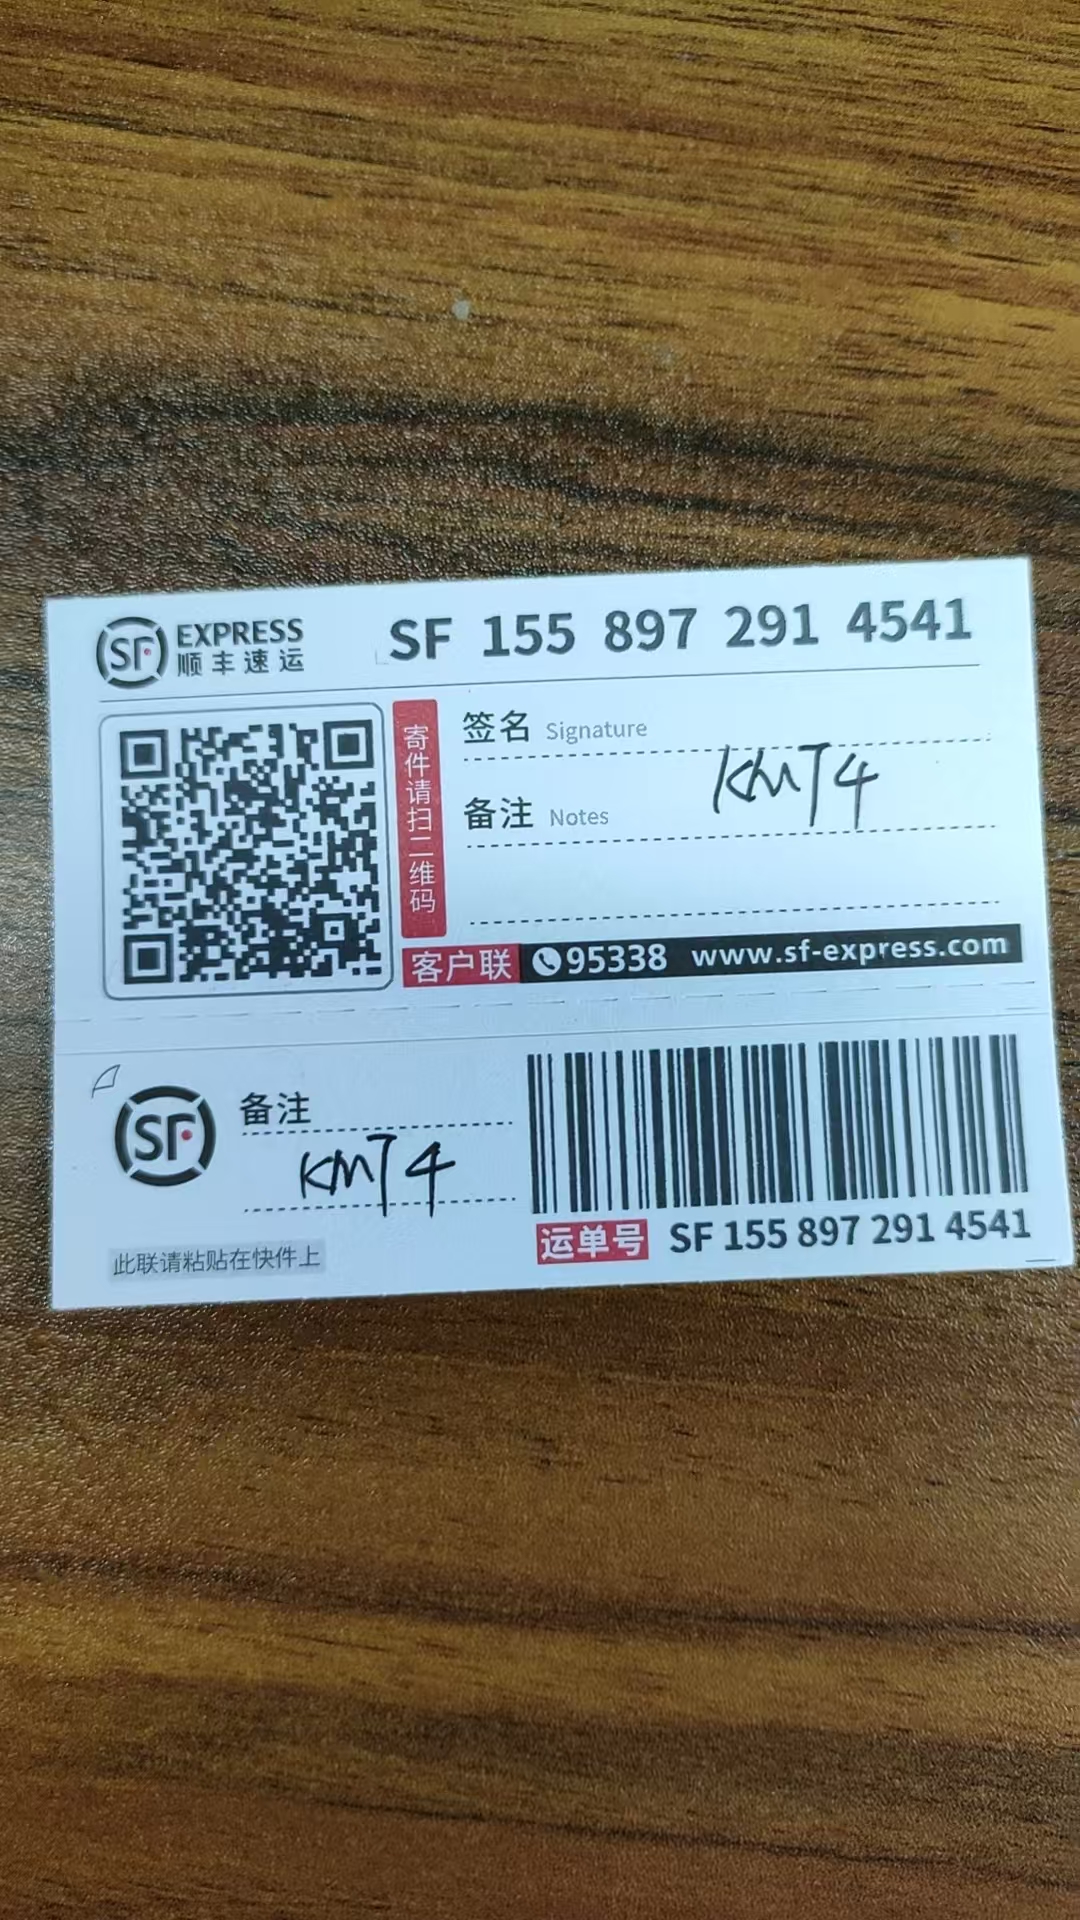 SF EXPRESS
顺丰速运
SF 155 897 291 4541
寄件请扫二维码
签名 Signature
备注 Notes
KMT4
客户联 95338 www.sf-express.com
SF
备注
KMT4
此联请粘贴在快件上
运单号 SF 155 897 291 4541